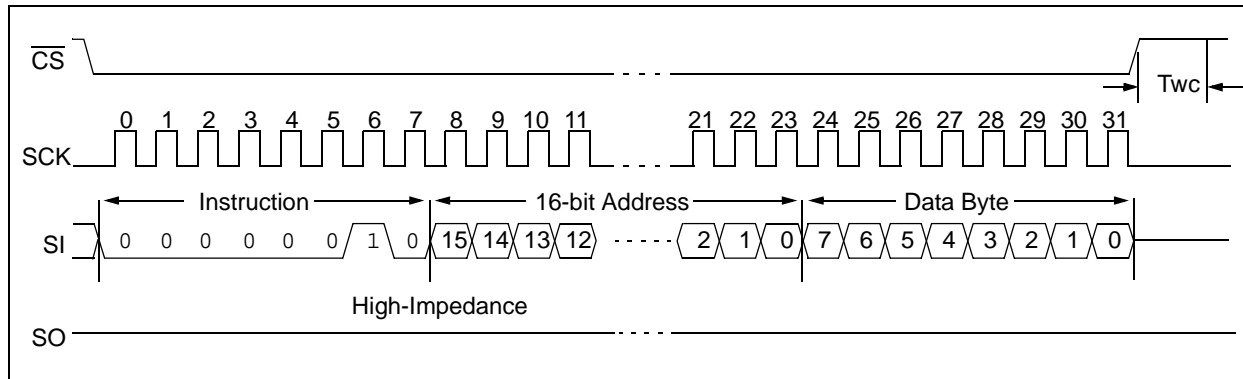 CS
Twc
0 1 2 3 4 5 6 7 8 9 10 11 21 22 23 24 25 26 27 28 29 30 31
SCK
Instruction 16-bit Address Data Byte
SI 0 0 0 0 0 0 1 0 15 14 13 12 2 1 0 7 6 5 4 3 2 1 0
High-Impedance
SO